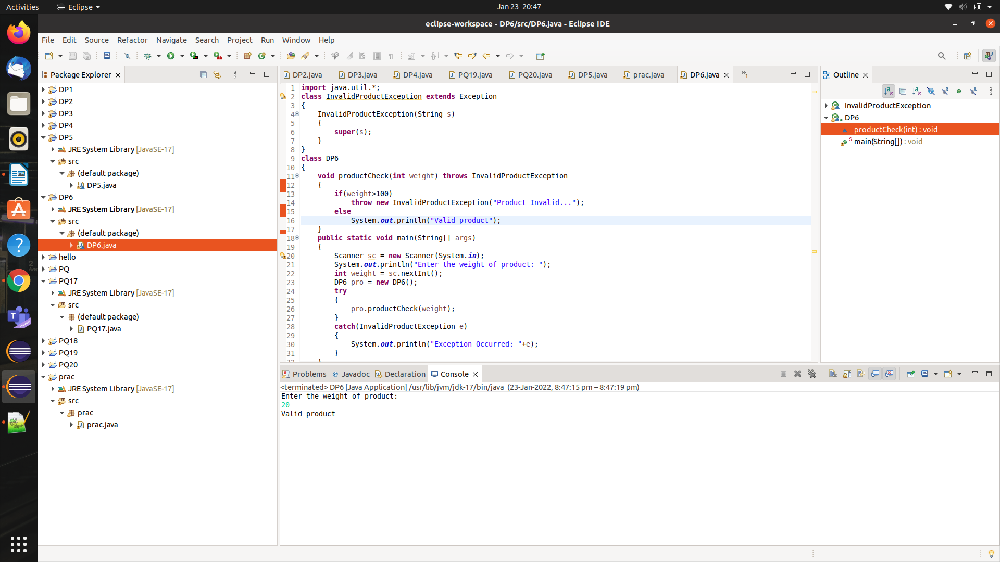 Activities
Eclipse
Jan 23 20:47
eclipse-workspace - DP6/src/DP6.java - Eclipse IDE
File Edit Source Refactor Navigate Search Project Run Window Help
Package Explorer
DP1
DP2
DP3
DP4
DP5
JRE System Library [JavaSE-17]
src
(default package)
DP5.java
DP6
JRE System Library [JavaSE-17]
src
(default package)
DP6.java
hello
PQ
PQ17
JRE System Library [JavaSE-17]
src
(default package)
PQ17.java
PQ18
PQ19
PQ20
prac
JRE System Library [JavaSE-17]
src
prac
prac.java
DP2.java DP3.java DP4.java PQ19.java PQ20.java DP5.java prac.java DP6.java
1 import java.util.*;
2 class InvalidProductException extends Exception
3 {
4 InvalidProductException(String s)
5 {
6 super(s);
7 }
8 }
9 class DP6
10 {
11 void productCheck(int weight) throws InvalidProductException
12 {
13 if(weight>100)
14 throw new InvalidProductException("Product Invalid...");
15 else
16 System.out.println("Valid product");
17 }
18 public static void main(String[] args)
19 {
20 Scanner sc = new Scanner(System.in);
21 System.out.println("Enter the weight of product: ");
22 int weight = sc.nextInt();
23 DP6 pro = new DP6();
24 try
25 {
26 pro.productCheck(weight);
27 }
28 catch(InvalidProductException e)
29 {
30 System.out.println("Exception Occurred: "+e);
31 }
32 }
Outline
InvalidProductException
DP6
productCheck(int) : void
main(String[]) : void
Problems Javadoc Declaration Console
<terminated> DP6 [Java Application] /usr/lib/jvm/jdk-17/bin/java (23-Jan-2022, 8:47:15 pm – 8:47:19 pm)
Enter the weight of product:
20
Valid product